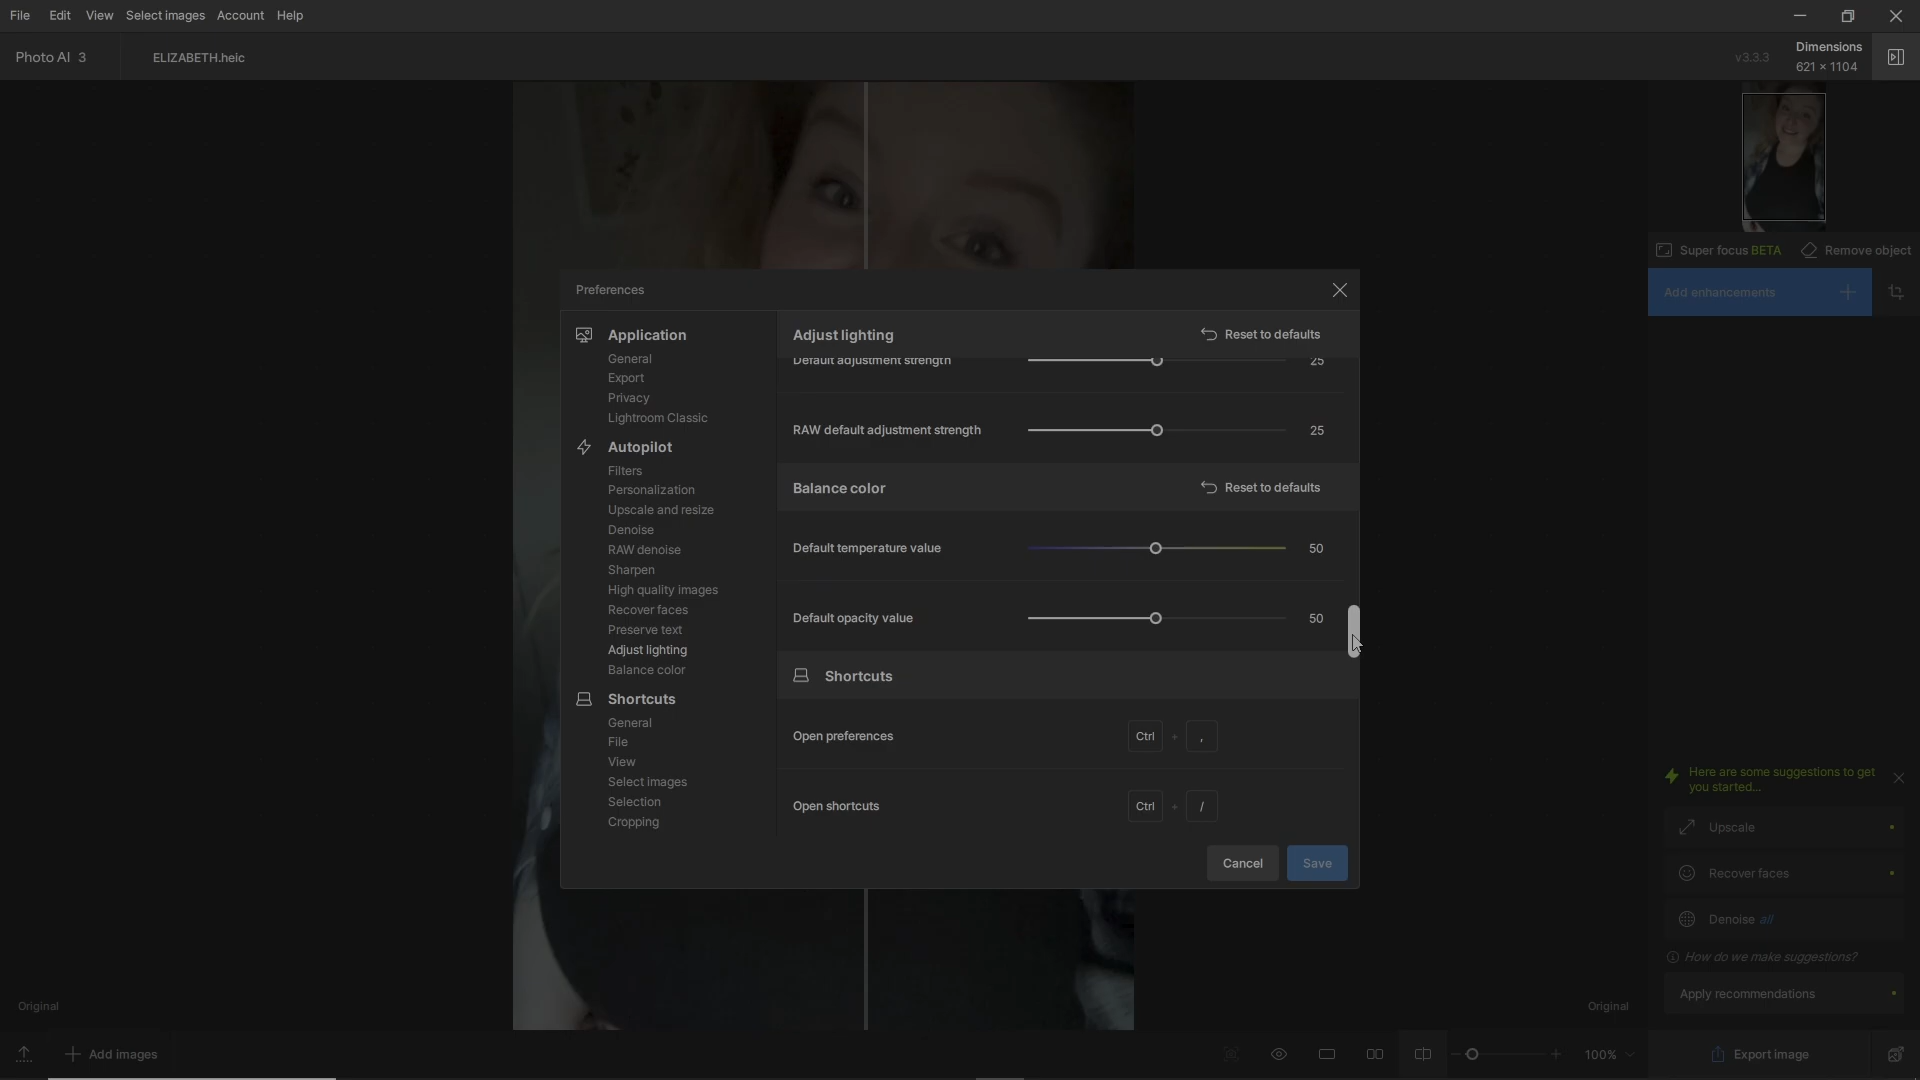 File Edit View Select images Account Help
Photo AI 3 ELIZABETH.heic v3.3.3 Dimensions
621 × 1104
Super focus BETA Remove object
Add enhancements
Preferences
Application
General
Export
Privacy
Lightroom Classic
Autopilot
Filters
Personalization
Upscale and resize
Denoise
RAW denoise
Sharpen
High quality images
Recover faces
Preserve text
Adjust lighting
Balance color
Shortcuts
General
File
View
Select images
Selection
Cropping
Adjust lighting Reset to defaults
Default adjustment strength 25
RAW default adjustment strength 25
Balance color Reset to defaults
Default temperature value 50
Default opacity value 50
Shortcuts
Open preferences Ctrl + ,
Open shortcuts Ctrl + /
Cancel Save
Here are some suggestions to get
you started...
Upscale
Recover faces
Denoise all
How do we make suggestions?
Apply recommendations
Original Original
Add images 100% Export image